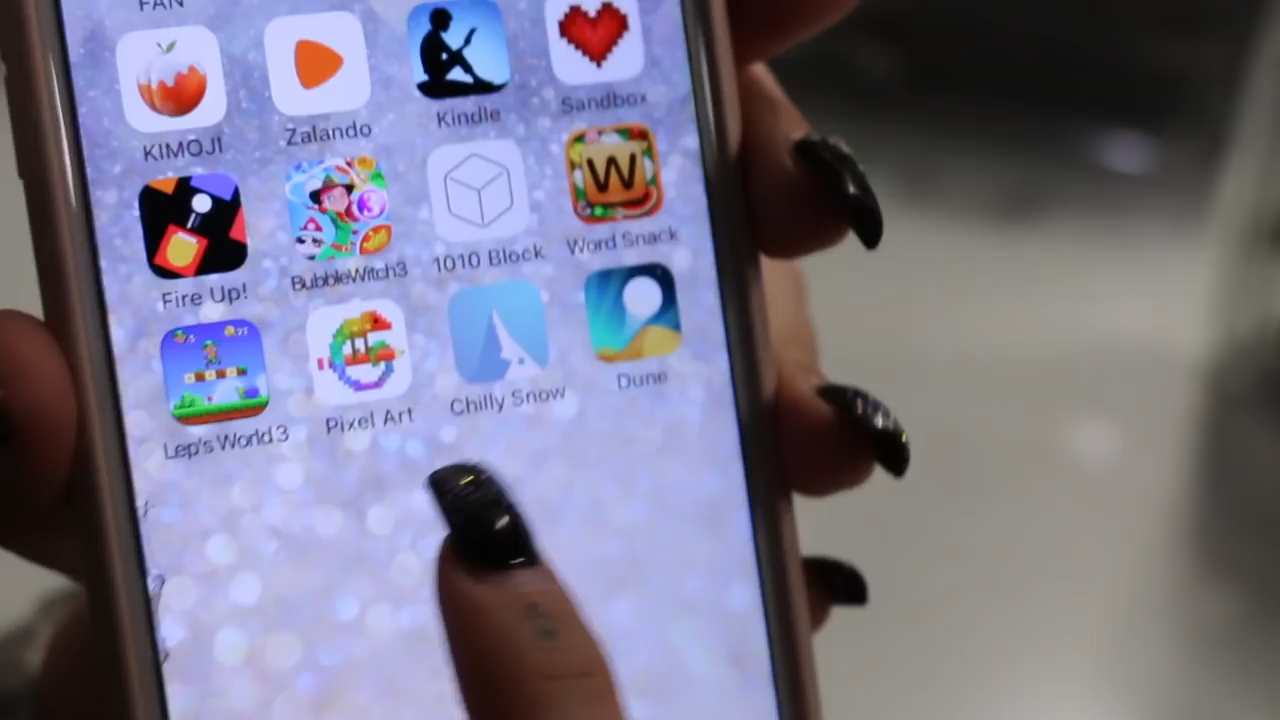 FAN
KIMOJI Zalando Kindle Sandbox
W
Fire Up! BubbleWitch3 1010 Block Word Snack
Lep's World 3 Pixel Art Chilly Snow Dune